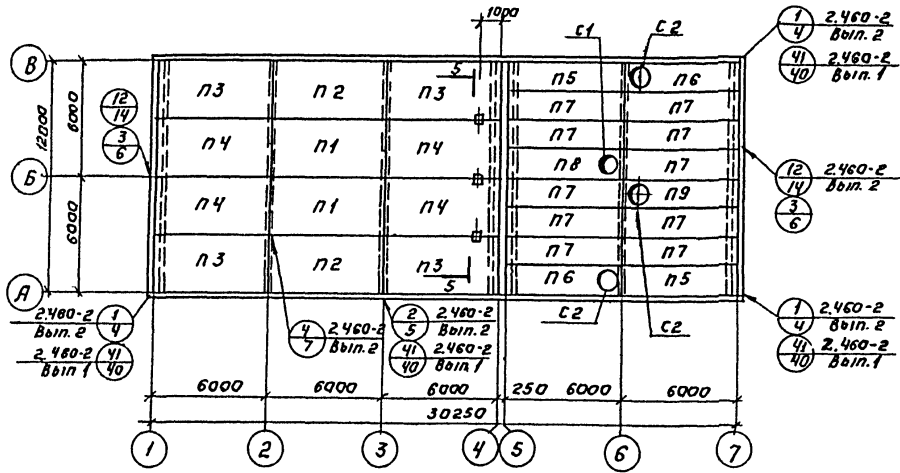 1000
С1
С2
1/4 2.460-2 Вып. 2
41/40 2.460-2 Вып. 1
В
5
П3 П2 П3 П5 П6
П7 П7
12/14
3/6
П4 П1 П4 П7 П7
12000
6000
Б
П8 П7
12/14 2.460-2 Вып. 2
3/6
П4 П1 П4 П7 П9
П7 П7
6000
П7 П7
П3 П2 П3 П6 П5
5
А
С2
С2
2.460-2 Вып. 2 1/4
2.460-2 Вып 1 41/40
4/7 2.460-2 Вып. 2
2/5 2.460-2 Вып. 2
41/40 2.460-2 Вып. 1
1/4 2.460-2 Вып. 2
41/40 2.460-2 Вып. 1
6000 6000 6000 250 6000 6000
30250
1 2 3 4 5 6 7